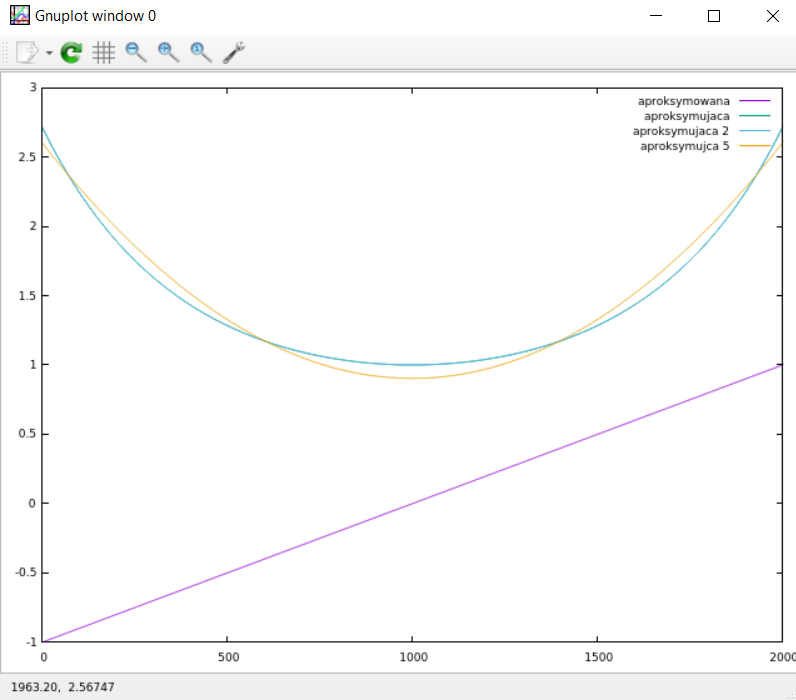 Gnuplot window 0
3
2.5
2
1.5
1
0.5
0
-0.5
-1
aproksymowana
aproksymujaca
aproksymujaca 2
aproksymujca 5
0 500 1000 1500 2000
1963.20, 2.56747